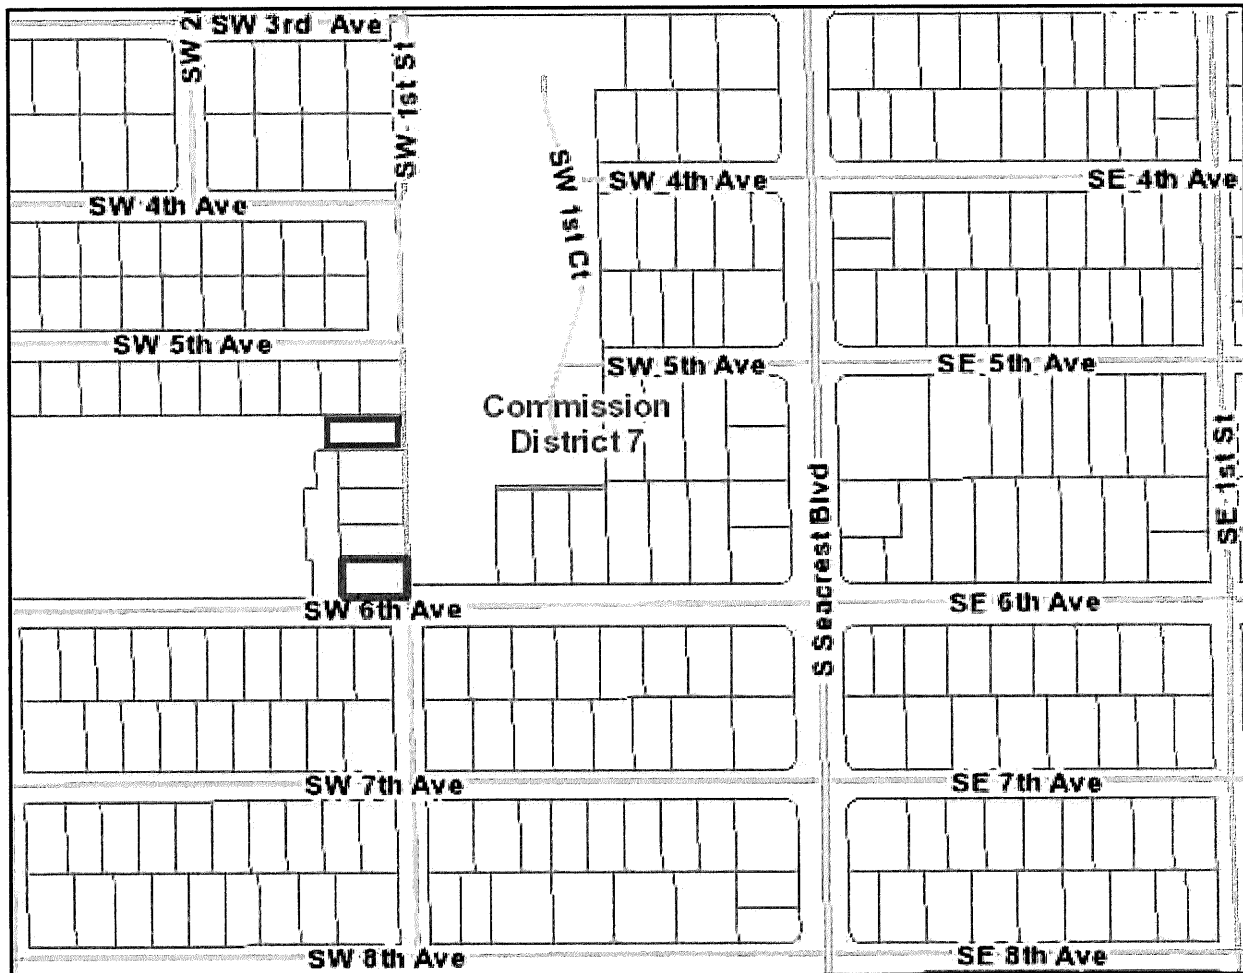 SW 3rd Ave
SW 2
SW 1st St
SW 4th Ave
SE 4th Ave
SW 4th Ave
SW 1st Ct
SW 5th Ave
SW 5th Ave
SE 5th Ave
Commission
District 7
SE 1st St
S Seacrest Blvd
SW 6th Ave
SE 6th Ave
SW 7th Ave
SE 7th Ave
SW 8th Ave
SE 8th Ave